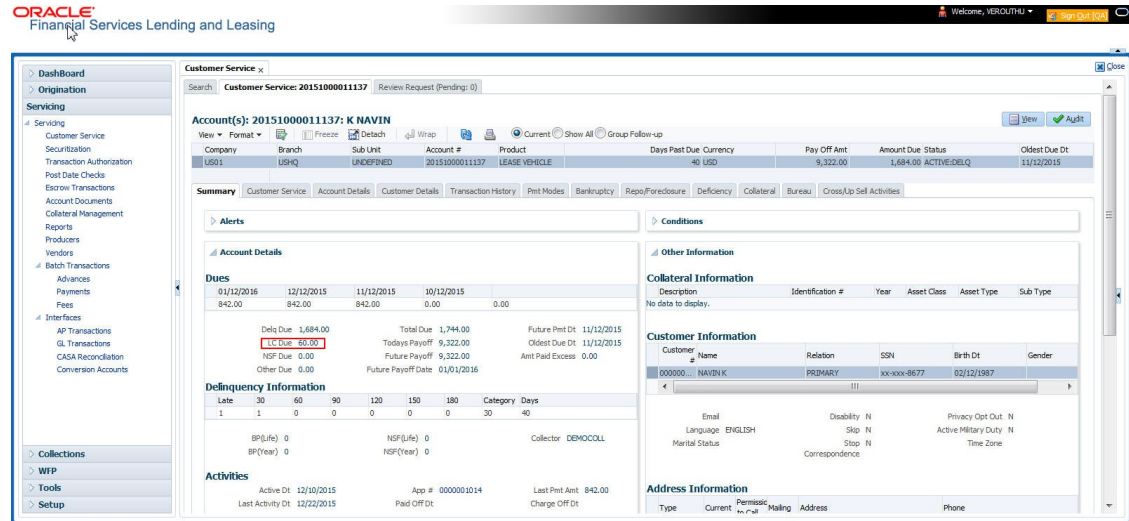 ORACLE
Financial Services Lending and Leasing
Welcome, VEROUTHU
Sign Out [QA]
Close
DashBoard
Origination
Servicing
Servicing
Customer Service
Securitization
Transaction Authorization
Post Date Checks
Escrow Transactions
Account Documents
Collateral Management
Reports
Producers
Vendors
Batch Transactions
Advances
Payments
Fees
Interfaces
AP Transactions
GL Transactions
CASA Reconciliation
Conversion Accounts
Collections
WFP
Tools
Setup
Customer Service x
Search Customer Service: 20151000011137 Review Request (Pending: 0)
Account(s): 20151000011137: K NAVIN
View Audit
View Format Freeze Detach Wrap Current Show All Group Follow-up
Company Branch Sub Unit Account # Product Days Past Due Currency Pay Off Amt Amount Due Status Oldest Due Dt
US01 USHQ UNDEFINED 20151000011137 LEASE VEHICLE 40 USD 9,322.00 1,684.00 ACTIVE:DELQ 11/12/2015
Summary Customer Service Account Details Customer Details Transaction History Pmt Modes Bankruptcy Repo/Foreclosure Deficiency Collateral Bureau Cross/Up Sell Activities
Alerts
Account Details
Dues
01/12/2016 12/12/2015 11/12/2015 10/12/2015
842.00 842.00 842.00 0.00 0.00
Delq Due 1,684.00 Total Due 1,744.00 Future Pmt Dt 11/12/2015
LC Due 60.00 Todays Payoff 9,322.00 Oldest Due Dt 11/12/2015
NSF Due 0.00 Future Payoff 9,322.00 Amt Paid Excess 0.00
Other Due 0.00 Future Payoff Date 01/01/2016
Delinquency Information
Late 30 60 90 120 150 180 Category Days
1 1 0 0 0 0 0 30 40
BP(Life) 0 NSF(Life) 0 Collector DEMOCOLL
BP(Year) 0 NSF(Year) 0
Activities
Active Dt 12/10/2015 App # 0000001014 Last Pmt Amt 842.00
Last Activity Dt 12/22/2015 Paid Off Dt Charge Off Dt
Conditions
Other Information
Collateral Information
Description Identification # Year Asset Class Asset Type Sub Type
No data to display.
Customer Information
Customer # Name Relation SSN Birth Dt Gender
000000... NAVIN K PRIMARY xx-xxx-8677 02/12/1987
Email Disability N Privacy Opt Out N
Language ENGLISH Skip N Active Military Duty N
Marital Status Stop Correspondence N Time Zone
Address Information
Type Current Permissic to Call Mailing Address Phone